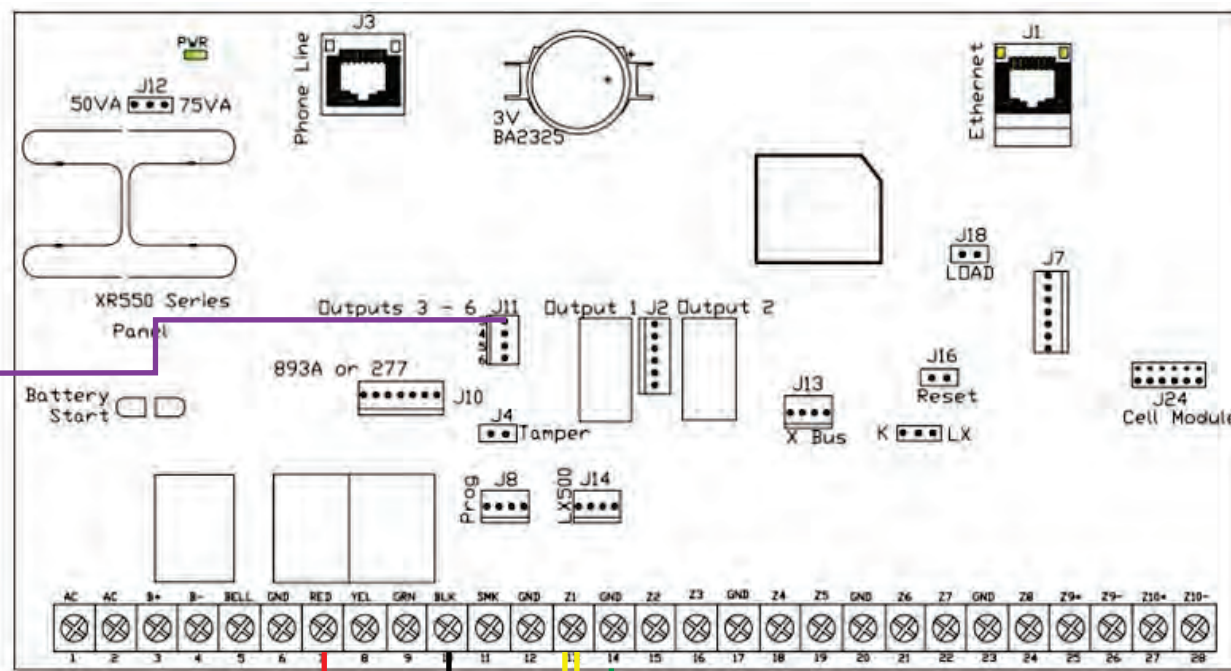 PWR
J3
J1
Phone Line
Ethernet
J12
50VA 75VA
3V
BA2325
J18
LOAD
J7
XR550 Series
Panel
Outputs 3 - 6 J11
4
5
6
Output 1 J2 Output 2
893A or 277
J10
J16
Reset
J24
Cell Module
Battery
Start
J4
Tamper
J13
X Bus
K LX
Prog
J8
LX500
J14
AC AC B+ B- BELL GND RED YEL GRN BLK SMK GND Z1 GND Z2 Z3 GND Z4 Z5 GND Z6 Z7 GND Z8 Z9+ Z9- Z10+ Z10-
1 2 3 4 5 6 7 8 9 10 11 12 13 14 15 16 17 18 19 20 21 22 23 24 25 26 27 28